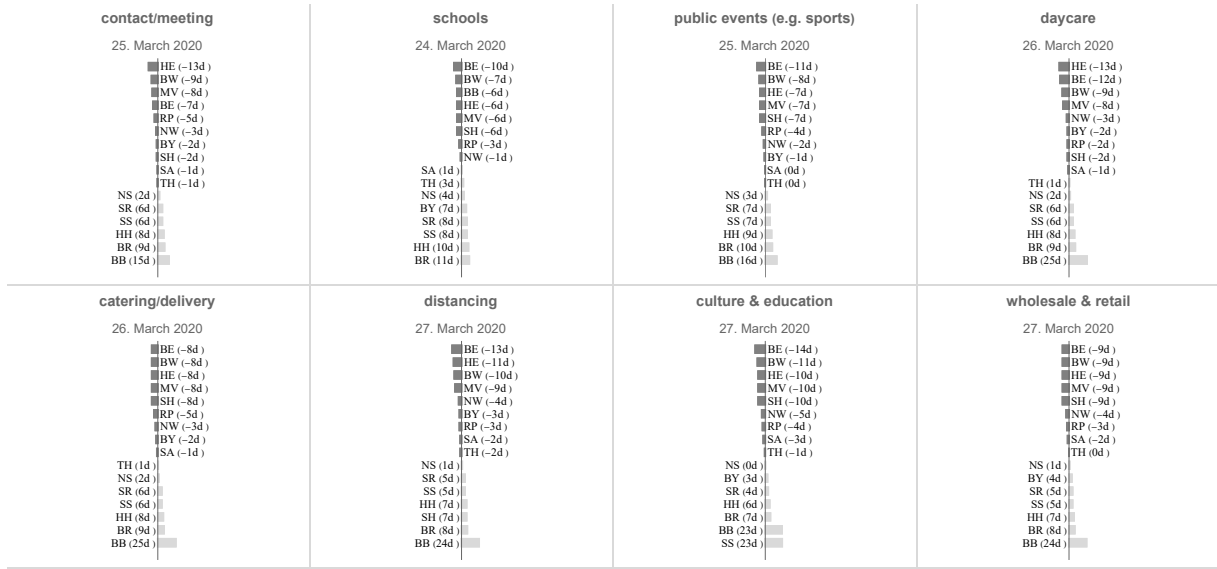 contact/meeting
25. March 2020
HE (−13d )
BW (−9d )
MV (−8d )
BE (−7d )
RP (−5d )
NW (−3d )
BY (−2d )
SH (−2d )
SA (−1d )
TH (−1d )
NS (2d )
SR (6d )
SS (6d )
HH (8d )
BR (9d )
BB (15d )
schools
24. March 2020
BE (−10d )
BW (−7d )
BB (−6d )
HE (−6d )
MV (−6d )
SH (−6d )
RP (−3d )
NW (−1d )
SA (1d )
TH (3d )
NS (4d )
BY (7d )
SR (8d )
SS (8d )
HH (10d )
BR (11d )
public events (e.g. sports)
25. March 2020
BE (−11d )
BW (−8d )
HE (−7d )
MV (−7d )
SH (−7d )
RP (−4d )
NW (−2d )
BY (−1d )
SA (0d )
TH (0d )
NS (3d )
SR (7d )
SS (7d )
HH (9d )
BR (10d )
BB (16d )
daycare
26. March 2020
HE (−13d )
BE (−12d )
BW (−9d )
MV (−8d )
NW (−3d )
BY (−2d )
RP (−2d )
SH (−2d )
SA (−1d )
TH (1d )
NS (2d )
SR (6d )
SS (6d )
HH (8d )
BR (9d )
BB (25d )
catering/delivery
26. March 2020
BE (−8d )
BW (−8d )
HE (−8d )
MV (−8d )
SH (−8d )
RP (−5d )
NW (−3d )
BY (−2d )
SA (−1d )
TH (1d )
NS (2d )
SR (6d )
SS (6d )
HH (8d )
BR (9d )
BB (25d )
distancing
27. March 2020
BE (−13d )
HE (−11d )
BW (−10d )
MV (−9d )
NW (−4d )
BY (−3d )
RP (−3d )
SA (−2d )
TH (−2d )
NS (1d )
SR (5d )
SS (5d )
HH (7d )
SH (7d )
BR (8d )
BB (24d )
culture & education
27. March 2020
BE (−14d )
BW (−11d )
HE (−10d )
MV (−10d )
SH (−10d )
NW (−5d )
RP (−4d )
SA (−3d )
TH (−1d )
NS (0d )
BY (3d )
SR (4d )
HH (6d )
BR (7d )
BB (23d )
SS (23d )
wholesale & retail
27. March 2020
BE (−9d )
BW (−9d )
HE (−9d )
MV (−9d )
SH (−9d )
NW (−4d )
RP (−3d )
SA (−2d )
TH (0d )
NS (1d )
BY (4d )
SR (5d )
SS (5d )
HH (7d )
BR (8d )
BB (24d )